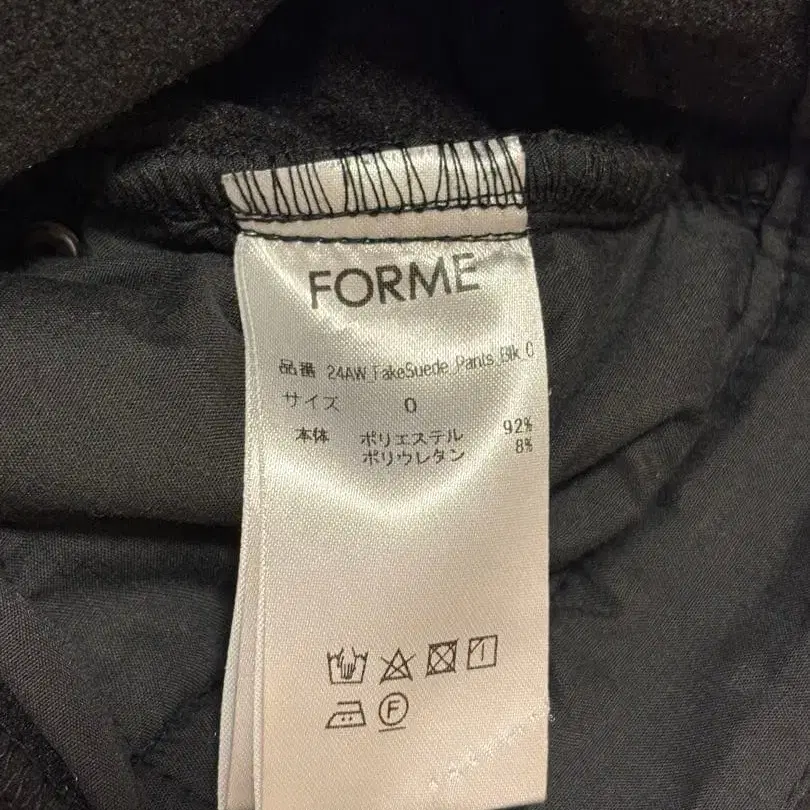 FORME
品番 24AW_FakeSuede_Pants_Blk_0
サイズ 0
本体 ポリエステル 92%
ポリウレタン 8%
F